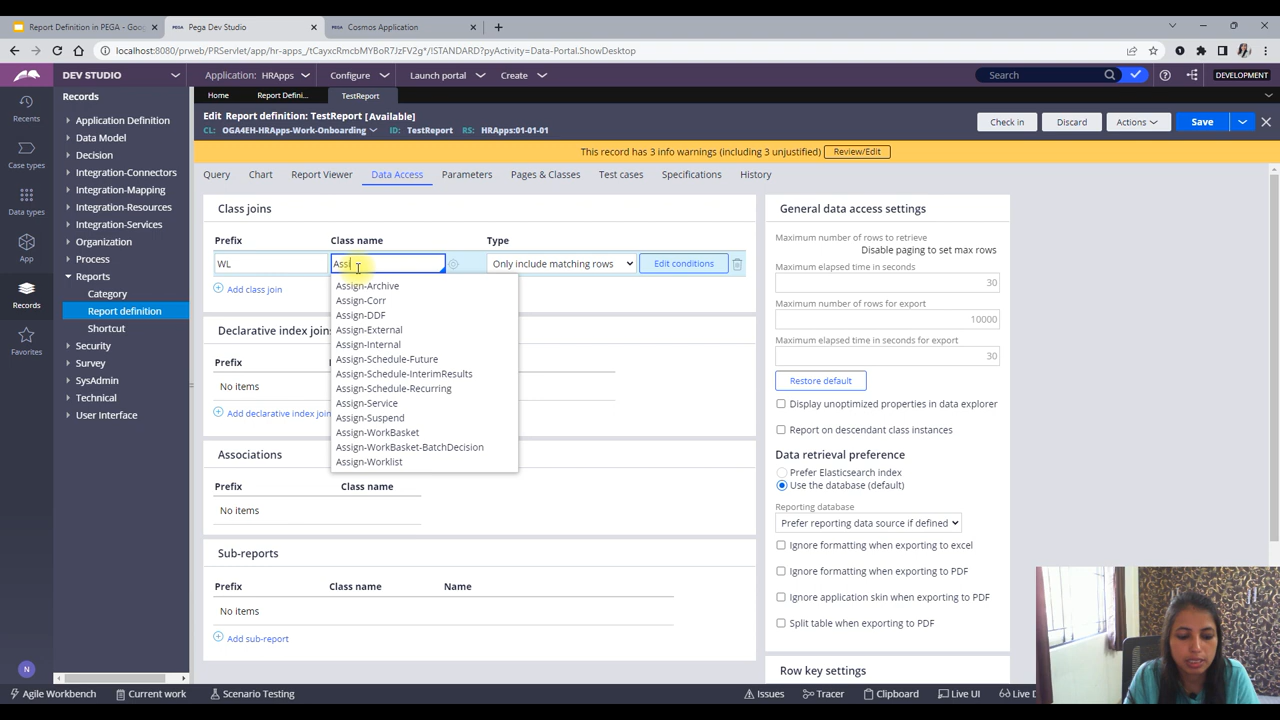 Report Definition in PEGA - Goo
Pega Dev Studio
Cosmos Application
localhost:8080/prweb/PRServlet/app/hr-apps_/tCayxcRmcbMYBoR7JzFV2g*/!STANDARD?pyActivity=Data-Portal.ShowDesktop
DEV STUDIO
Application: HRApps
Configure
Launch portal
Create
Search
DEVELOPMENT
Recents
Case types
Data types
App
Records
Favorites
N
Records
Application Definition
Data Model
Decision
Integration-Connectors
Integration-Mapping
Integration-Resources
Integration-Services
Organization
Process
Reports
Category
Report definition
Shortcut
Security
Survey
SysAdmin
Technical
User Interface
Home
Report Defini...
TestReport
Edit Report definition: TestReport [Available]
CL: OGA4EH-HRApps-Work-Onboarding
ID: TestReport
RS: HRApps:01-01-01
Check in
Discard
Actions
Save
This record has 3 info warnings (including 3 unjustified)
Review/Edit
Query
Chart
Report Viewer
Data Access
Parameters
Pages & Classes
Test cases
Specifications
History
Class joins
Prefix
Class name
Type
WL
Assi
Only include matching rows
Edit conditions
Add class join
Assign-Archive
Assign-Corr
Assign-DDF
Assign-External
Assign-Internal
Assign-Schedule-Future
Assign-Schedule-InterimResults
Assign-Schedule-Recurring
Assign-Service
Assign-Suspend
Assign-WorkBasket
Assign-WorkBasket-BatchDecision
Assign-Worklist
Declarative index joins
Prefix
No items
Add declarative index join
Associations
Prefix
Class name
No items
Sub-reports
Prefix
Class name
Name
No items
Add sub-report
General data access settings
Maximum number of rows to retrieve
Disable paging to set max rows
Maximum elapsed time in seconds
30
Maximum number of rows for export
10000
Maximum elapsed time in seconds for export
30
Restore default
Display unoptimized properties in data explorer
Report on descendant class instances
Data retrieval preference
Prefer Elasticsearch index
Use the database (default)
Reporting database
Prefer reporting data source if defined
Ignore formatting when exporting to excel
Ignore formatting when exporting to PDF
Ignore application skin when exporting to PDF
Split table when exporting to PDF
Row key settings
Agile Workbench
Current work
Scenario Testing
Issues
Tracer
Clipboard
Live UI
Live D